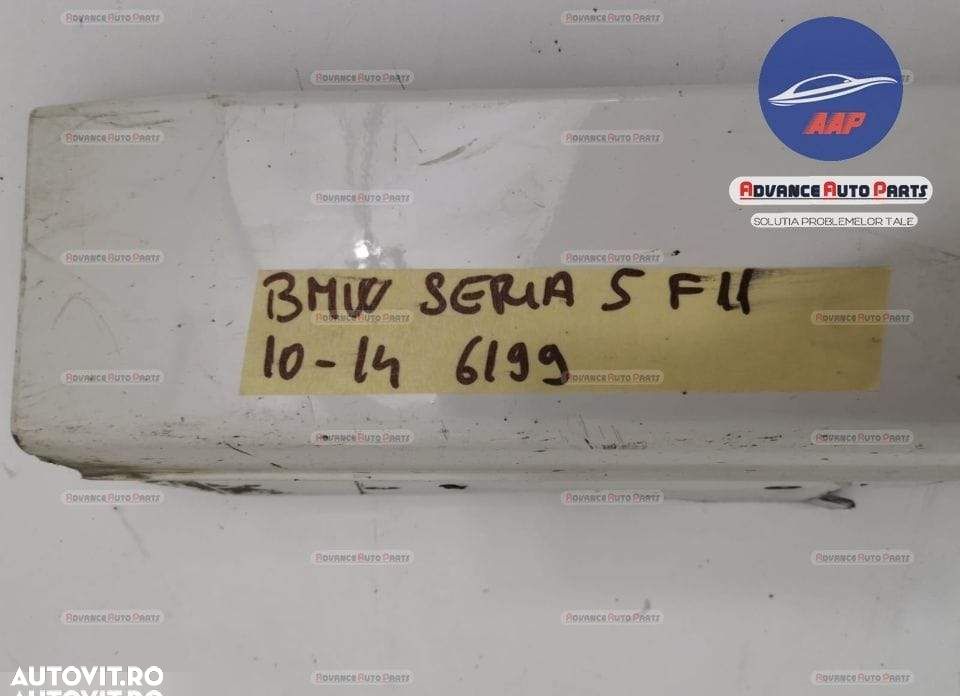 AAP
ADVANCE AUTO PARTS
SOLUTIA PROBLEMELOR TALE
BMW SERIA 5 F11
10-14 6199
AUTOVIT.RO